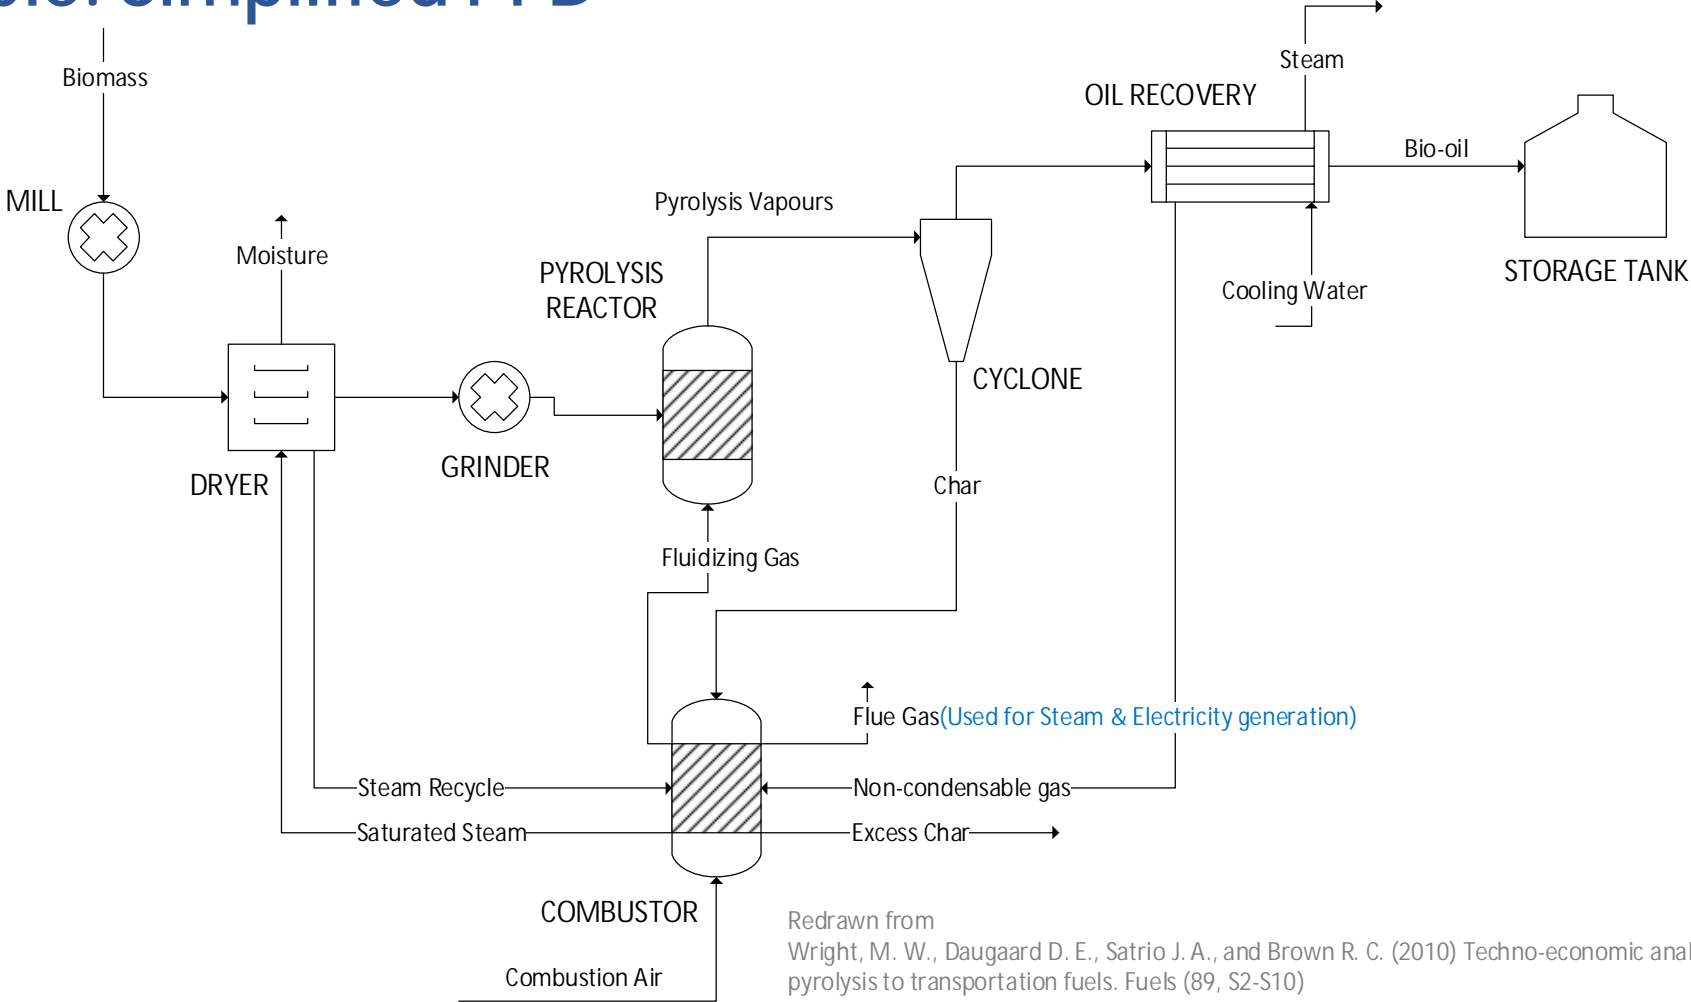 Simplified PFD
Steam
Biomass
OIL RECOVERY
Bio-oil
MILL
Pyrolysis Vapours
Moisture
PYROLYSIS
REACTOR
STORAGE TANK
Cooling Water
CYCLONE
GRINDER
DRYER
Char
Fluidizing Gas
Flue Gas(Used for Steam & Electricity generation)
Steam Recycle
Non-condensable gas
Saturated Steam
Excess Char
COMBUSTOR
Combustion Air
Redrawn from
Wright, M. W., Daugaard D. E., Satrio J. A., and Brown R. C. (2010) Techno-economic
pyrolysis to transportation fuels. Fuels (89, S2-S10)